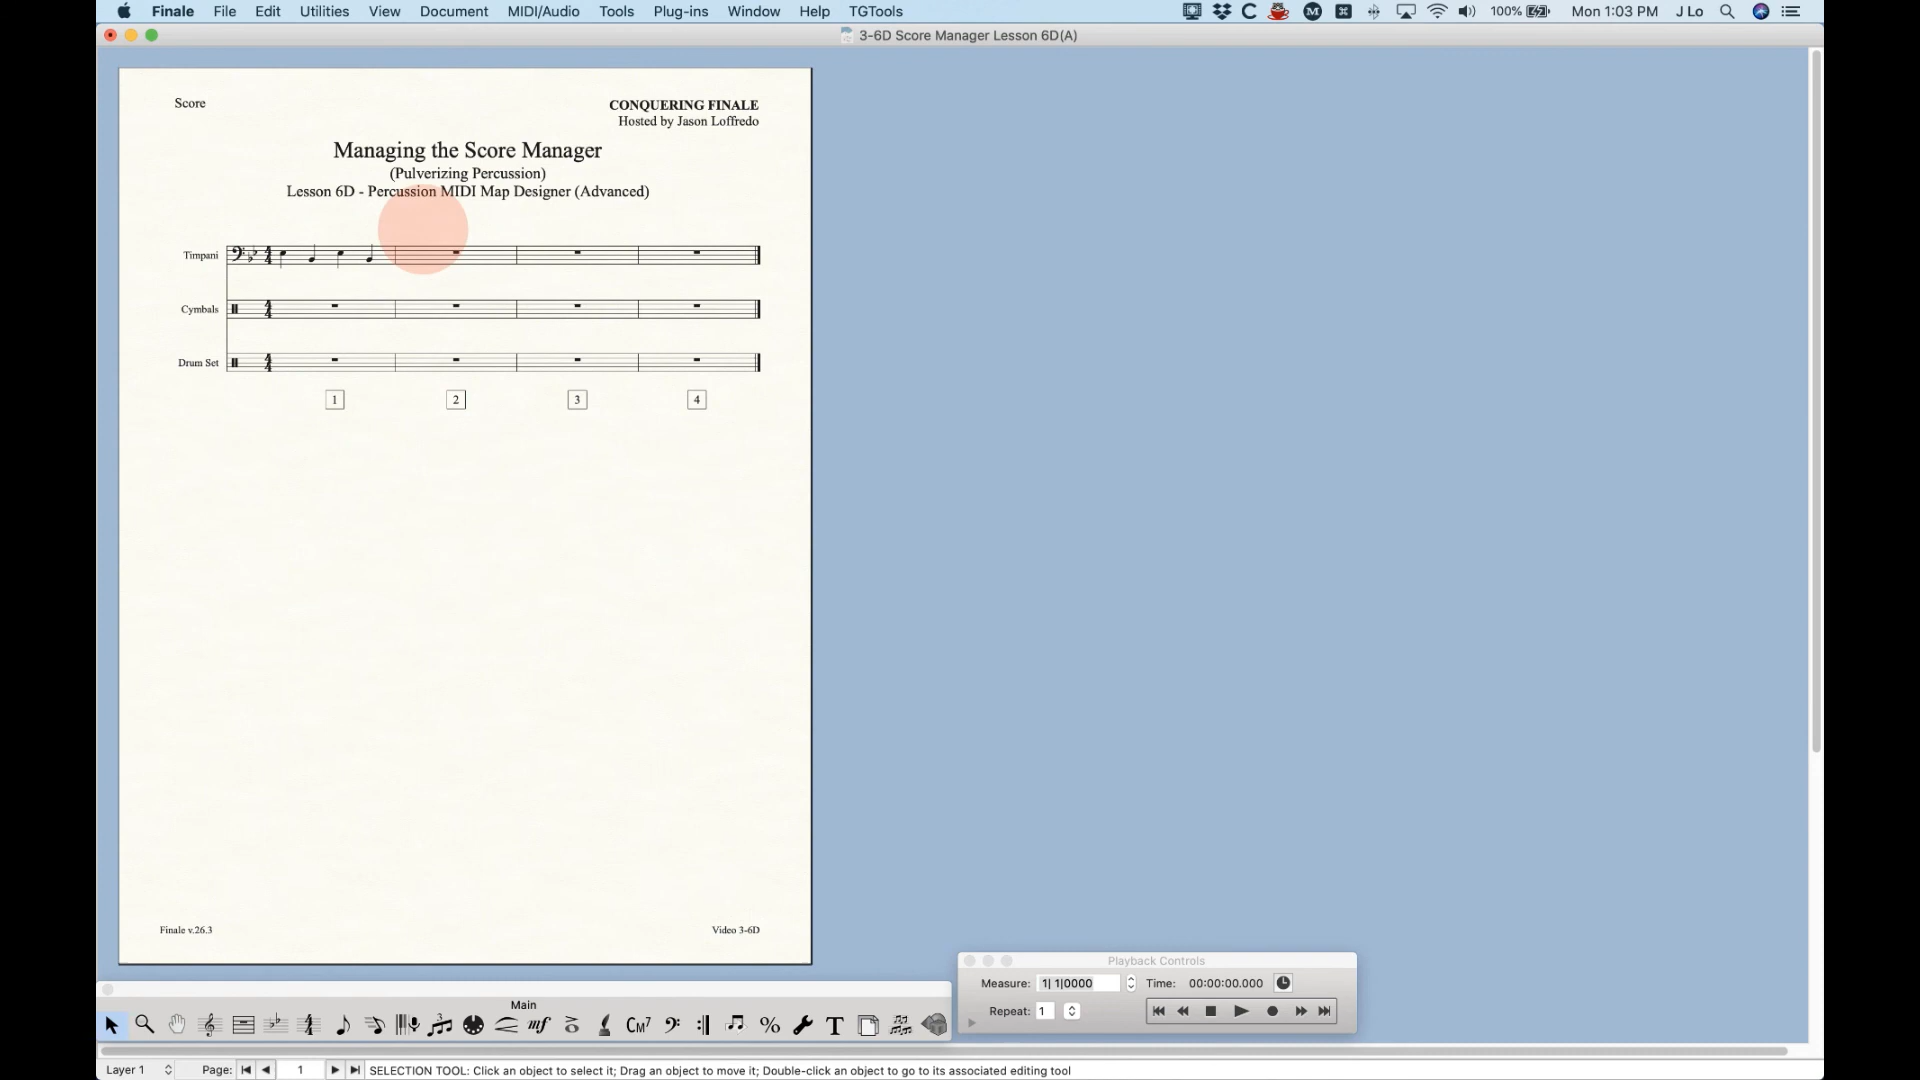 Finale File Edit Utilities View Document MIDI/Audio Tools Plug-ins Window Help TGTools 100% Mon 1:03 PM J Lo
3-6D Score Manager Lesson 6D(A)
Score
CONQUERING FINALE
Hosted by Jason Loffredo
Managing the Score Manager
(Pulverizing Percussion)
Lesson 6D - Percussion MIDI Map Designer (Advanced)
Timpani
Cymbals
Drum Set
1 2 3 4
Finale v.26.3
Video 3-6D
Playback Controls
Measure: 1| 1|0000 Time: 00:00:00.000
Repeat: 1
Main
Layer 1 Page: 1 SELECTION TOOL: Click an object to select it; Drag an object to move it; Double-click an object to go to its associated editing tool